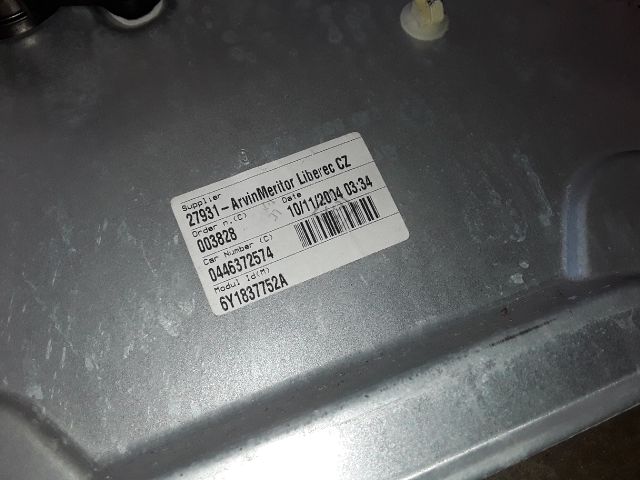 Supplier
27931-ArvinMeritor Liberec CZ
Order n.(C) Date
003828 10/11/2004 03:34
Car Number (C)
0446372574
Modul Id(M)
6Y1837752A